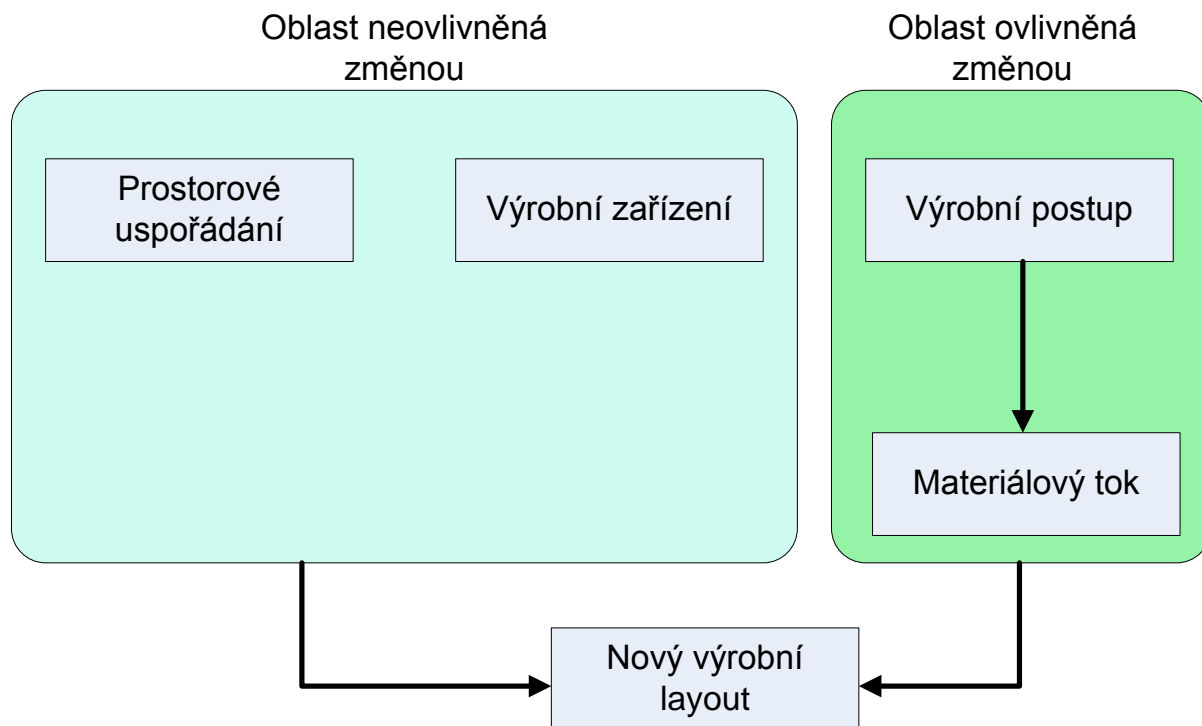 Oblast neovlivněná
změnou
Oblast ovlivněná
změnou
Prostorové
uspořádání
Výrobní zařízení
Výrobní postup
Materiálový tok
Nový výrobní
layout